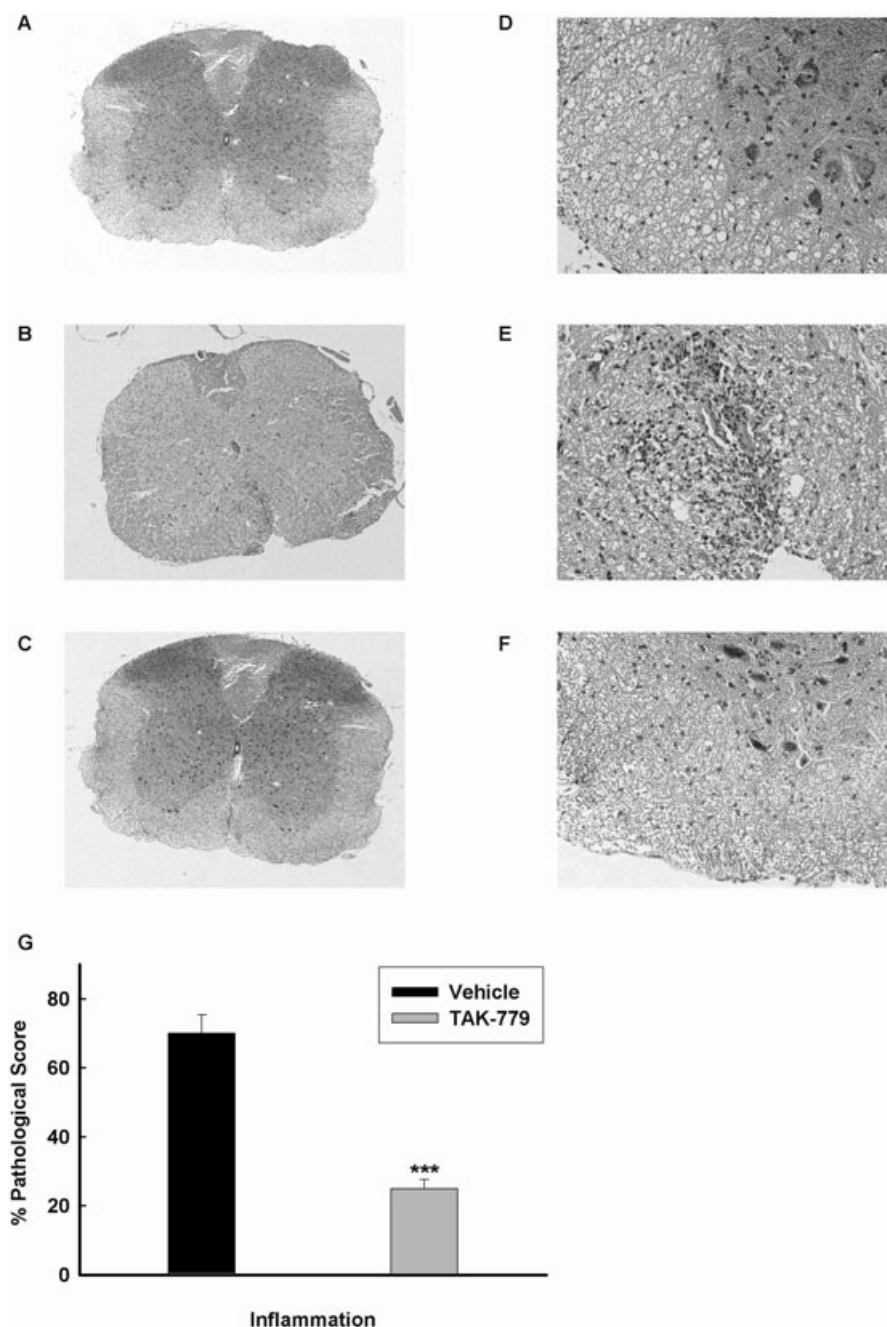 A
D
B
E
C
F
G
Vehicle
TAK-779
% Pathological Score
80
60
40
20
0
***
Inflammation